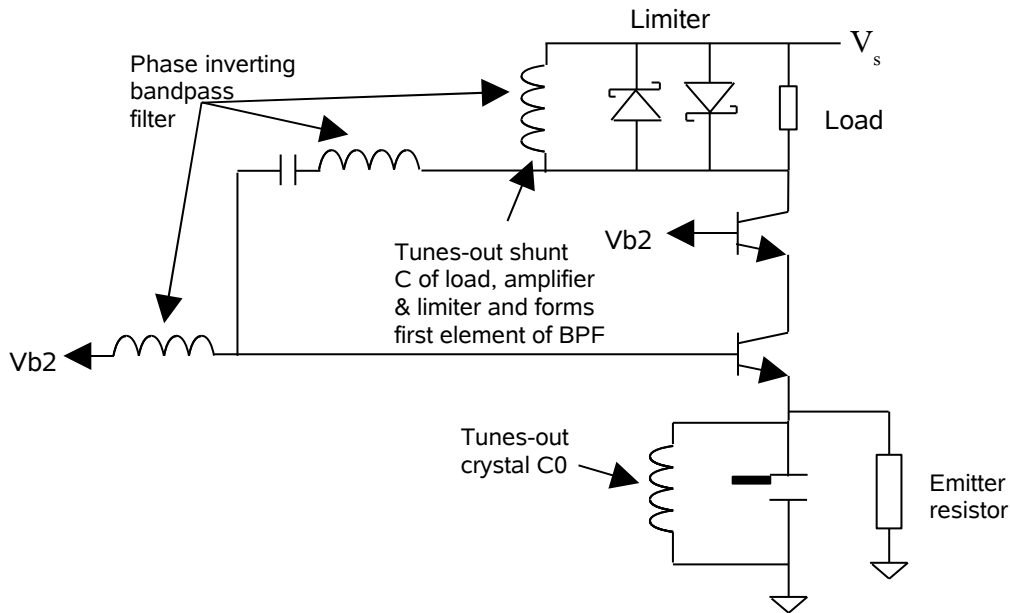 Limiter
V_s
Phase inverting
bandpass
filter
Load
Vb2
Tunes-out shunt
C of load, amplifier
& limiter and forms
first element of BPF
Vb2
Tunes-out
crystal C0
Emitter
resistor